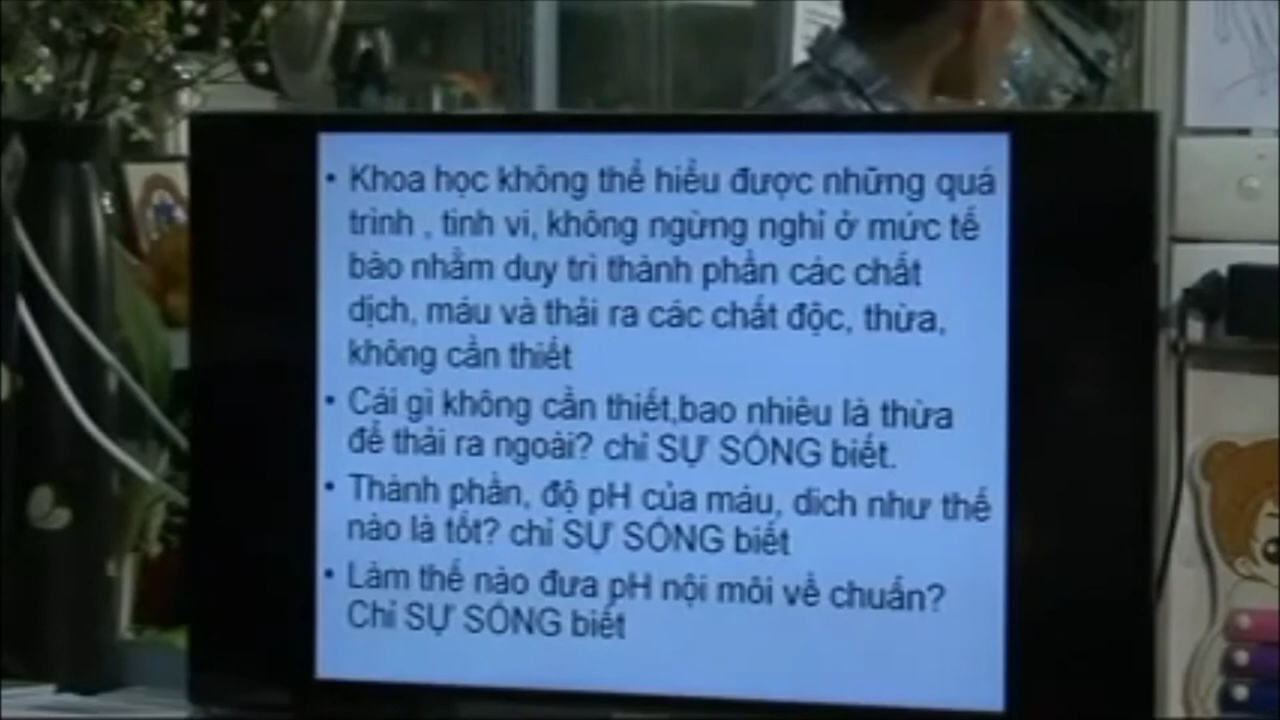 • Khoa học không thể hiểu được những quá
trình , tinh vi, không ngừng nghỉ ở mức tế
bào nhằm duy trì thành phần các chất
dịch, máu và thải ra các chất độc, thừa,
không cần thiết
• Cái gì không cần thiết,bao nhiêu là thừa
để thải ra ngoài? chỉ SỰ SỐNG biết.
• Thành phần, độ pH của máu, dich như thế
nào là tốt? chỉ SỰ SỐNG biết
• Làm thế nào đưa pH nội môi về chuẩn?
Chỉ SỰ SỐNG biết